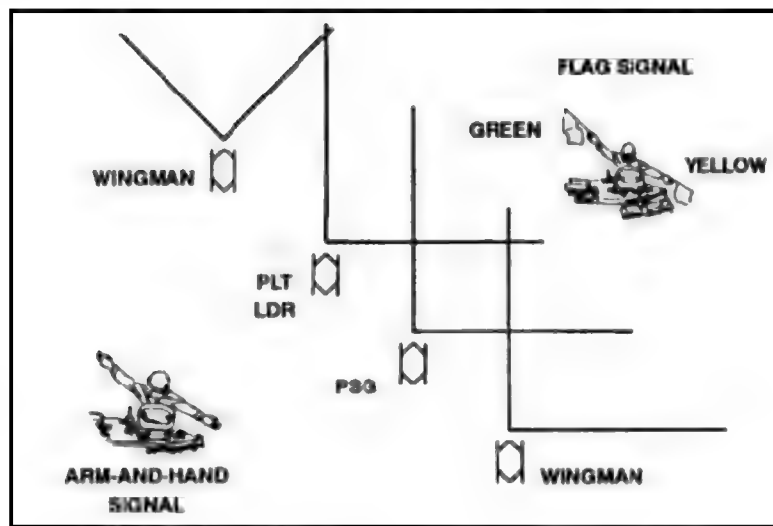 FLAG SIGNAL
GREEN
YELLOW
WINGMAN
PLT
LDR
PSG
ARM-AND-HAND
SIGNAL
WINGMAN